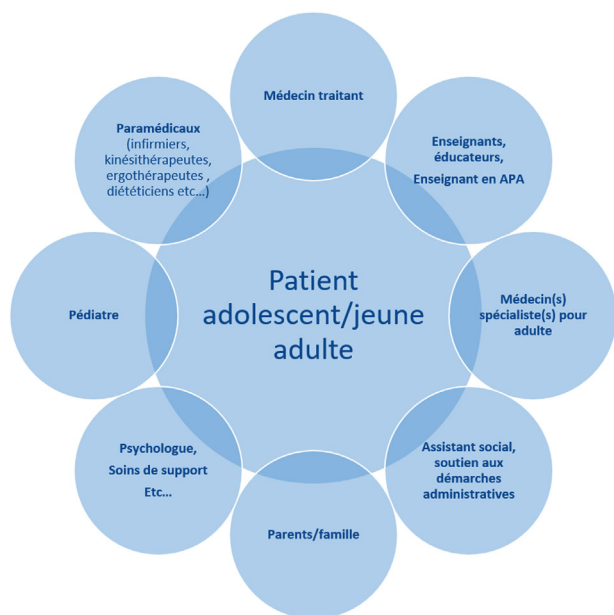 Médecin traitant
Paramédicaux
(infirmiers,
kinésithérapeutes,
ergothérapeutes ,
diététiciens etc…)
Enseignants,
éducateurs,
Enseignant en APA
Patient
adolescent/jeune
adulte
Pédiatre
Médecin(s)
spécialiste(s) pour
adulte
Psychologue,
Soins de support
Etc…
Assistant social,
soutien aux
démarches
administratives
Parents/famille